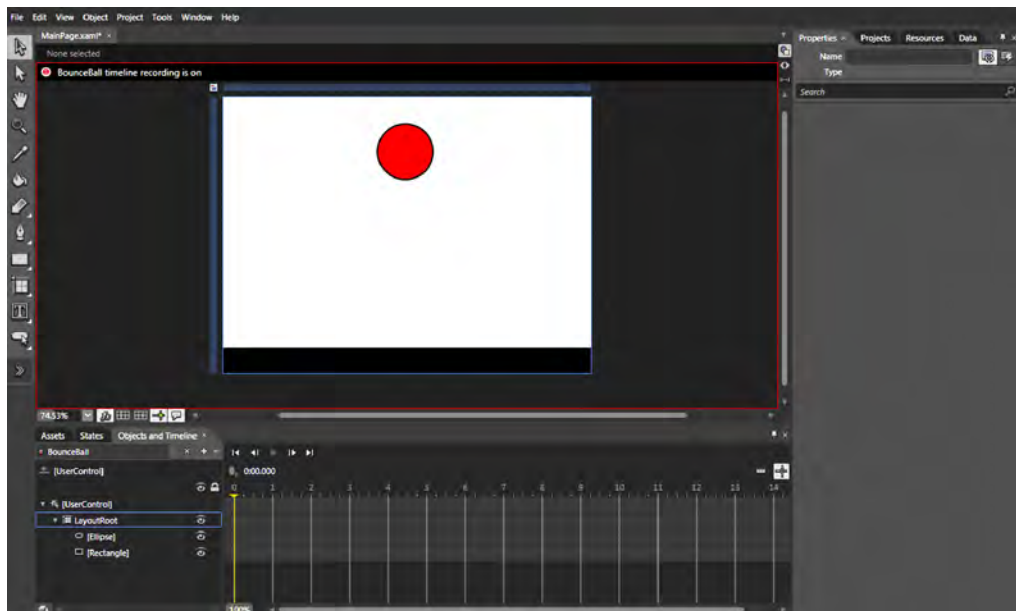 File Edit View Object Project Tools Window Help
MainPage.xaml*
None selected
BounceBall timeline recording is on
Properties Projects Resources Data
Name
Type
Search
74.53%
Assets States Objects and Timeline
BounceBall
[UserControl] 0:00.000
0 1 2 3 4 5 6 7 8 9 10 11 12 13 14
[UserControl]
LayoutRoot
[Ellipse]
[Rectangle]
100%